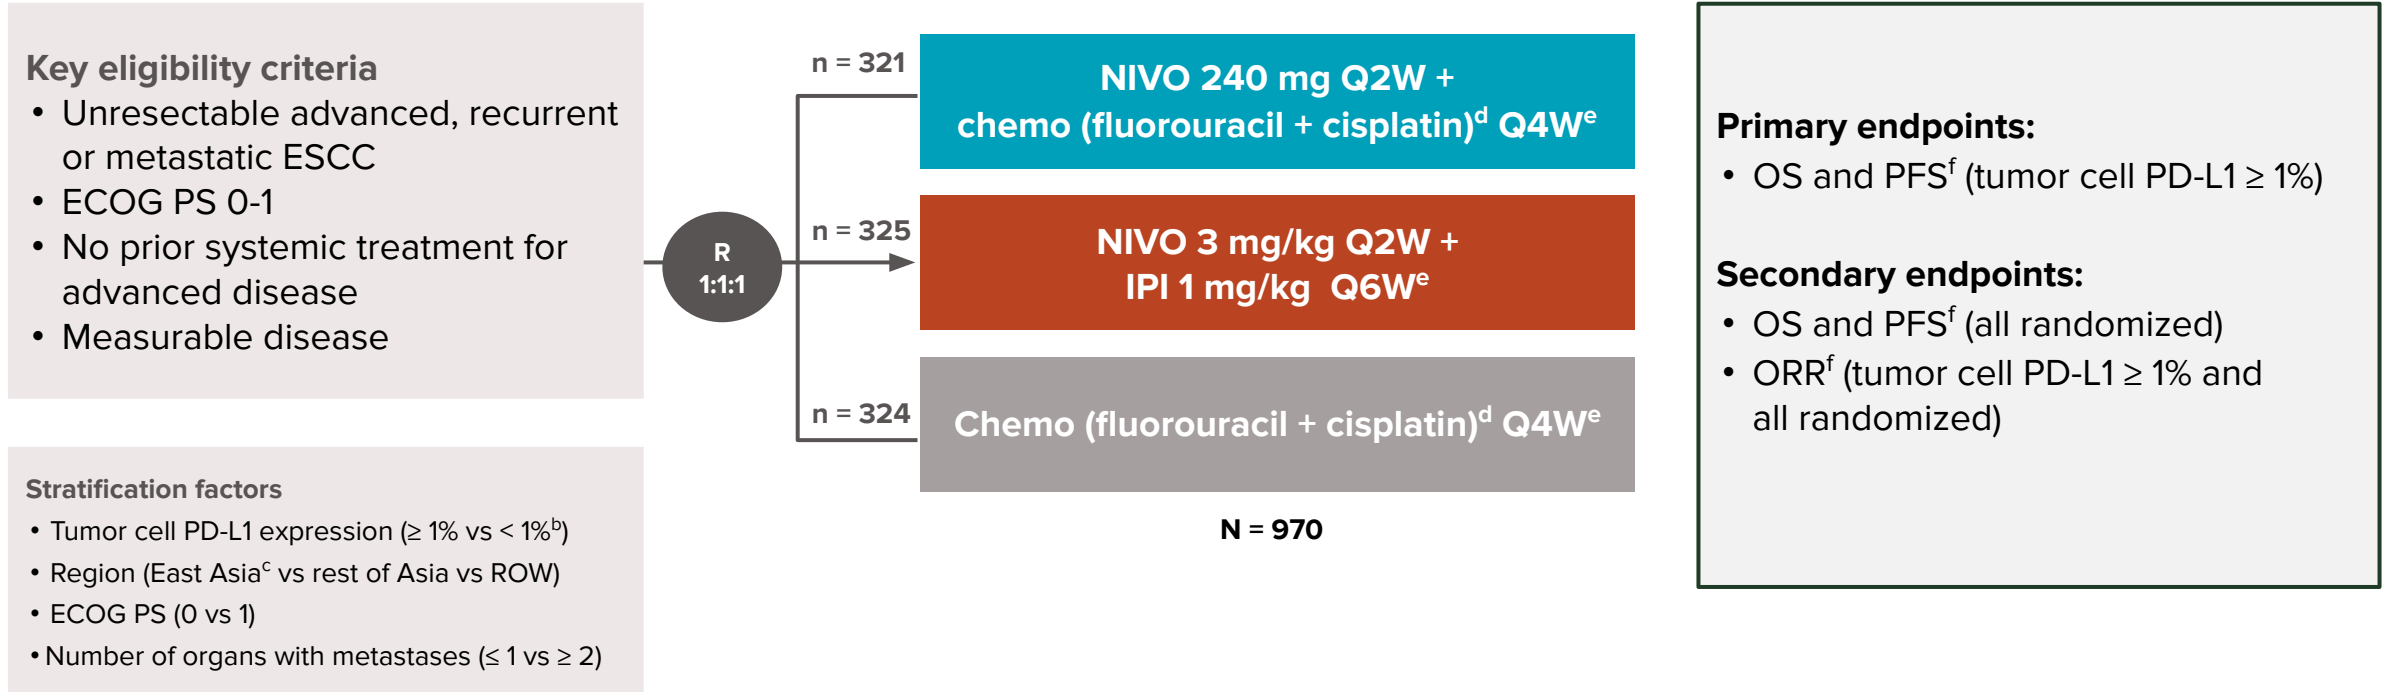 Key eligibility criteria
• Unresectable advanced, recurrent
or metastatic ESCC
• ECOG PS 0-1
• No prior systemic treatment for
advanced disease
• Measurable disease
Stratification factors
• Tumor cell PD-L1 expression (≥ 1% vs < 1%ᵇ)
• Region (East Asiaᶜ vs rest of Asia vs ROW)
• ECOG PS (0 vs 1)
• Number of organs with metastases (≤ 1 vs ≥ 2)
R
1:1:1
n = 321
NIVO 240 mg Q2W +
chemo (fluorouracil + cisplatin)ᵈ Q4Wᵉ
n = 325
NIVO 3 mg/kg Q2W +
IPI 1 mg/kg Q6Wᵉ
n = 324
Chemo (fluorouracil + cisplatin)ᵈ Q4Wᵉ
N = 970
Primary endpoints:
• OS and PFSᶠ (tumor cell PD-L1 ≥ 1%)
Secondary endpoints:
• OS and PFSᶠ (all randomized)
• ORRᶠ (tumor cell PD-L1 ≥ 1% and
all randomized)